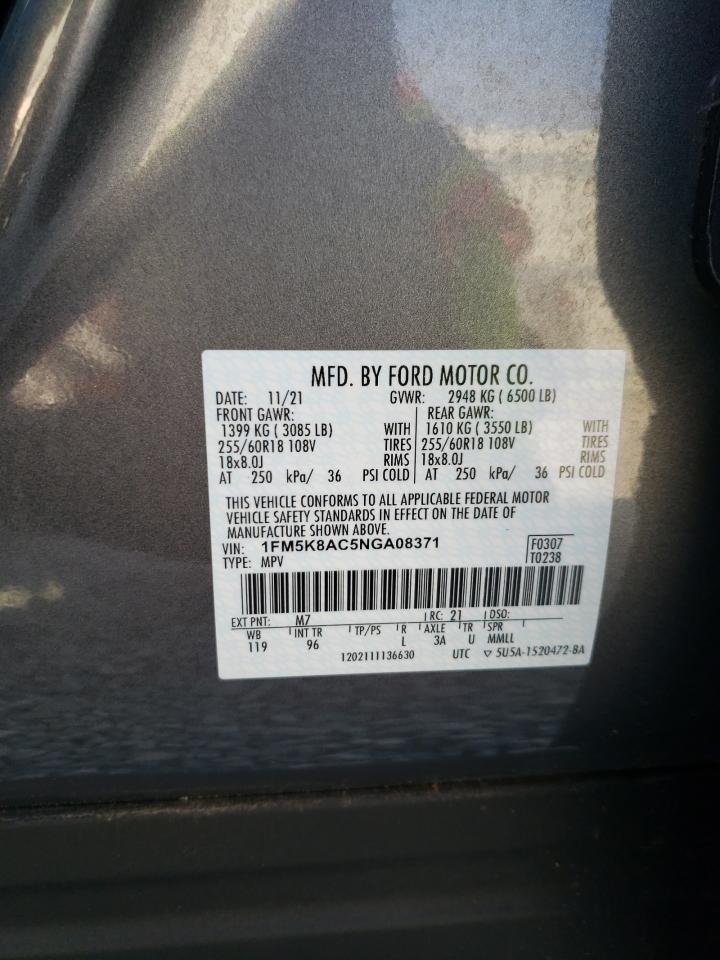 MFD. BY FORD MOTOR CO.
DATE: 11/21 GVWR: 2948 KG ( 6500 LB)
FRONT GAWR: REAR GAWR:
1399 KG ( 3085 LB) WITH 1610 KG ( 3550 LB) WITH
255/60R18 108V TIRES 255/60R18 108V TIRES
18x8.0J RIMS 18x8.0J RIMS
AT 250 kPa/ 36 PSI COLD AT 250 kPa/ 36 PSI COLD
THIS VEHICLE CONFORMS TO ALL APPLICABLE FEDERAL MOTOR
VEHICLE SAFETY STANDARDS IN EFFECT ON THE DATE OF
MANUFACTURE SHOWN ABOVE.
VIN: 1FM5K8AC5NGA08371 F0307
TYPE: MPV T0238
EXT PNT: M7 RC: 21 DSO:
WB INT TR TP/PS R AXLE TR SPR
119 96 L 3A U MMLL
1202111136630 UTC ▽ 5U5A-1520472-BA